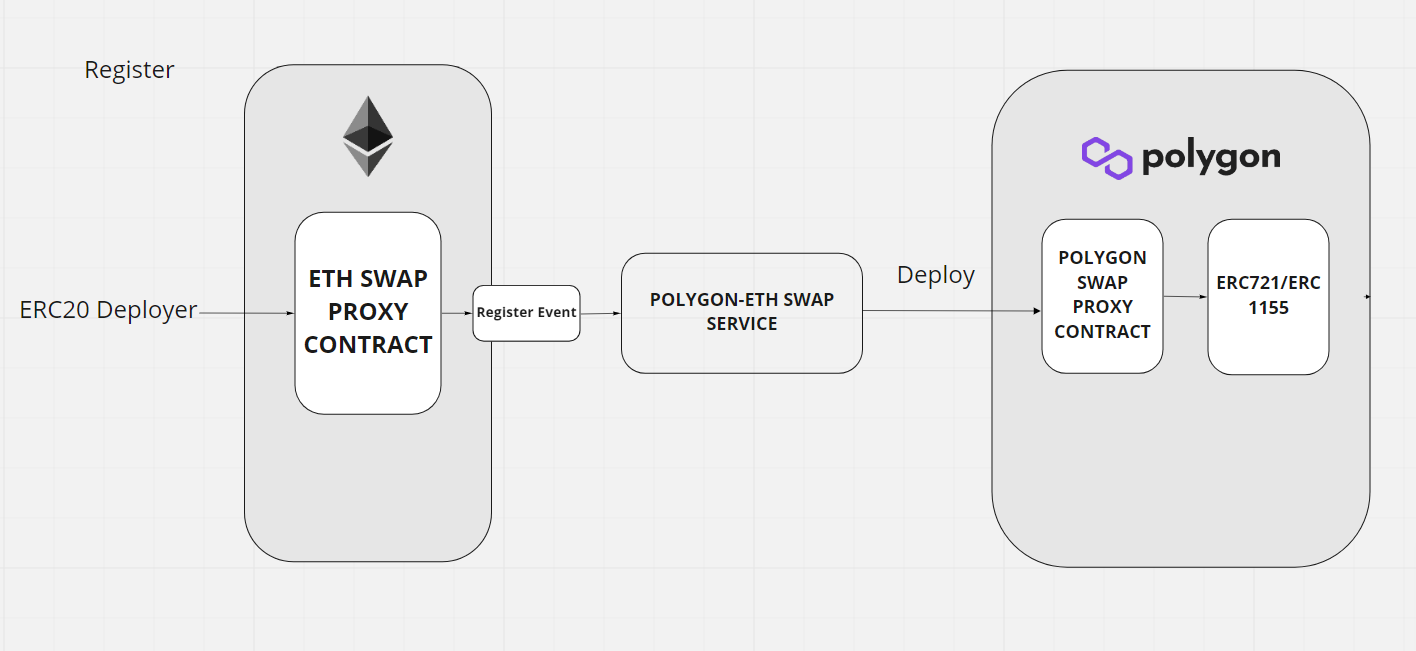 Register
polygon
ETH SWAP
PROXY
CONTRACT
ERC20 Deployer
Register Event
POLYGON-ETH SWAP
SERVICE
Deploy
POLYGON
SWAP
PROXY
CONTRACT
ERC721/ERC
1155